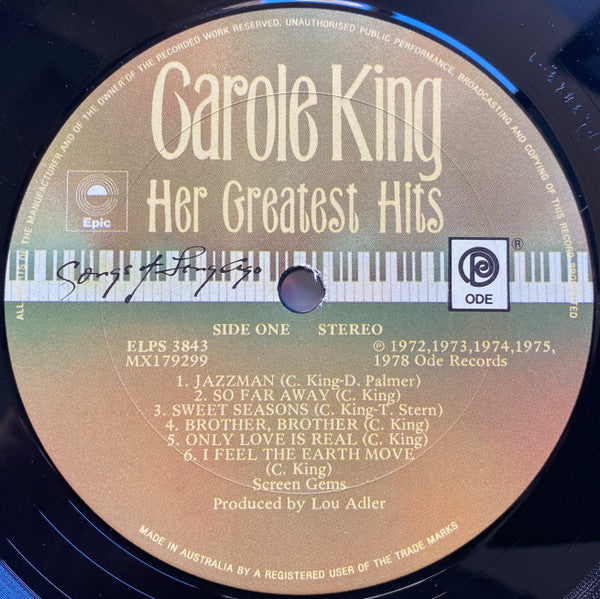 ALL RIGHTS OF THE MANUFACTURER AND OF THE OWNER OF THE RECORDED WORK RESERVED. UNAUTHORISED PUBLIC PERFORMANCE, BROADCASTING AND COPYING OF THIS RECORD PROHIBITED
Carole King
Her Greatest Hits
Epic
Songs of Long Ago
®
ODE
SIDE ONE STEREO
ELPS 3843
MX179299
℗ 1972,1973,1974,1975,
1978 Ode Records
1. JAZZMAN (C. King-D. Palmer)
2. SO FAR AWAY (C. King)
3. SWEET SEASONS (C. King-T. Stern)
4. BROTHER, BROTHER (C. King)
5. ONLY LOVE IS REAL (C. King)
6. I FEEL THE EARTH MOVE
(C. King)
Screen Gems
Produced by Lou Adler
MADE IN AUSTRALIA BY A REGISTERED USER OF THE TRADE MARKS